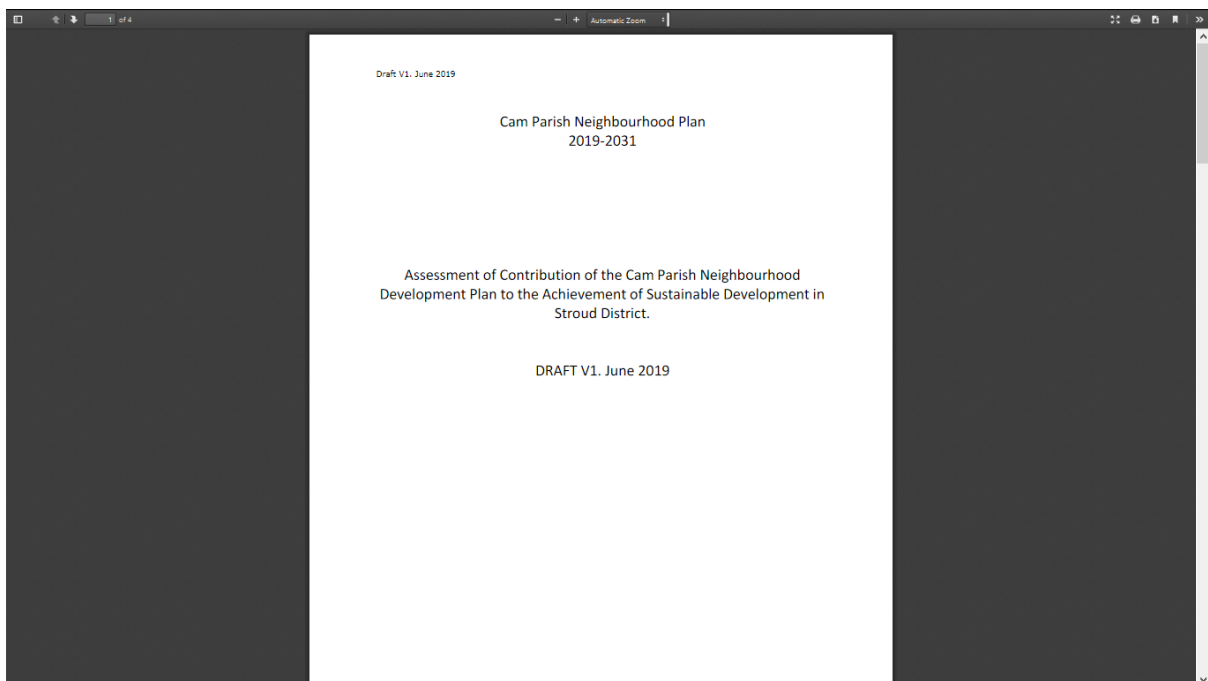 1 of 4
Automatic Zoom
Draft V1. June 2019
Cam Parish Neighbourhood Plan
2019-2031
Assessment of Contribution of the Cam Parish Neighbourhood
Development Plan to the Achievement of Sustainable Development in
Stroud District.
DRAFT V1. June 2019